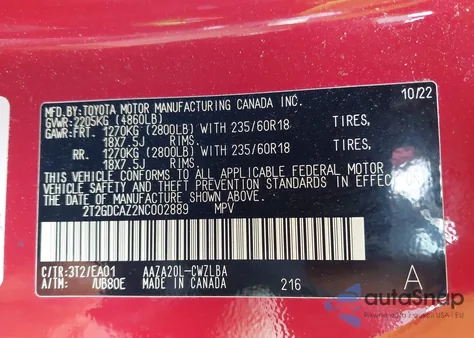 MFD. BY: TOYOTA MOTOR MANUFACTURING CANADA INC.
10/22
GVWR: 2205KG (4860LB)
GAWR: FRT. 1270KG (2800LB) WITH 235/60R18 TIRES,
18X7.5J RIMS.
RR. 1270KG (2800LB) WITH 235/60R18 TIRES,
18X7.5J RIMS.
THIS VEHICLE CONFORMS TO ALL APPLICABLE FEDERAL MOTOR
VEHICLE SAFETY AND THEFT PREVENTION STANDARDS IN EFFECT ON
THE DATE OF MANUFACTURE SHOWN ABOVE.
2T2GDCAZ2NC002889 MPV
C/TR: 3T2/EA01 AAZA20L-CWZLBA
A/TM: /UB80E MADE IN CANADA 216 A
autoSnap
USA | EU